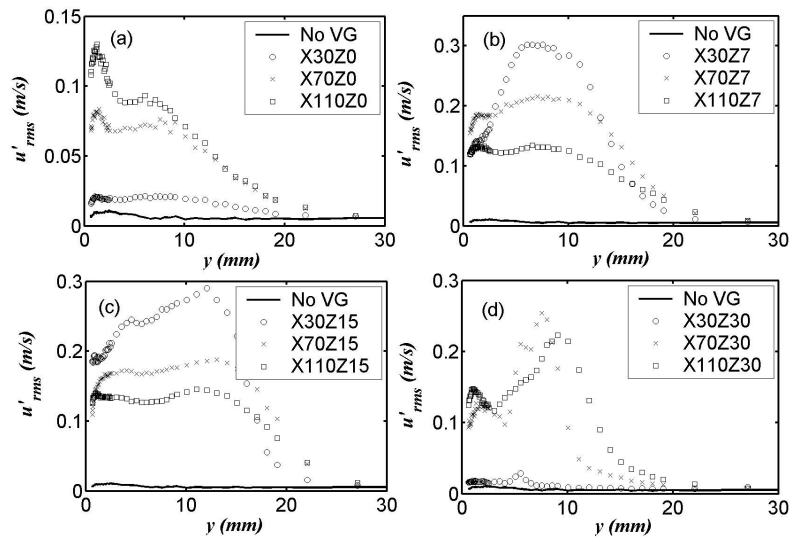 (a)
No VG
X30Z0
X70Z0
X110Z0
0.15
0.1
0.05
0
0
10
20
30
u'rms (m/s)
y (mm)
(b)
No VG
X30Z7
X70Z7
X110Z7
0.3
0.2
0.1
0
0
10
20
30
u'rms (m/s)
y (mm)
(c)
No VG
X30Z15
X70Z15
X110Z15
0.3
0.2
0.1
0
0
10
20
30
u'rms (m/s)
y (mm)
(d)
No VG
X30Z30
X70Z30
X110Z30
0.3
0.2
0.1
0
0
10
20
30
u'rms (m/s)
y (mm)